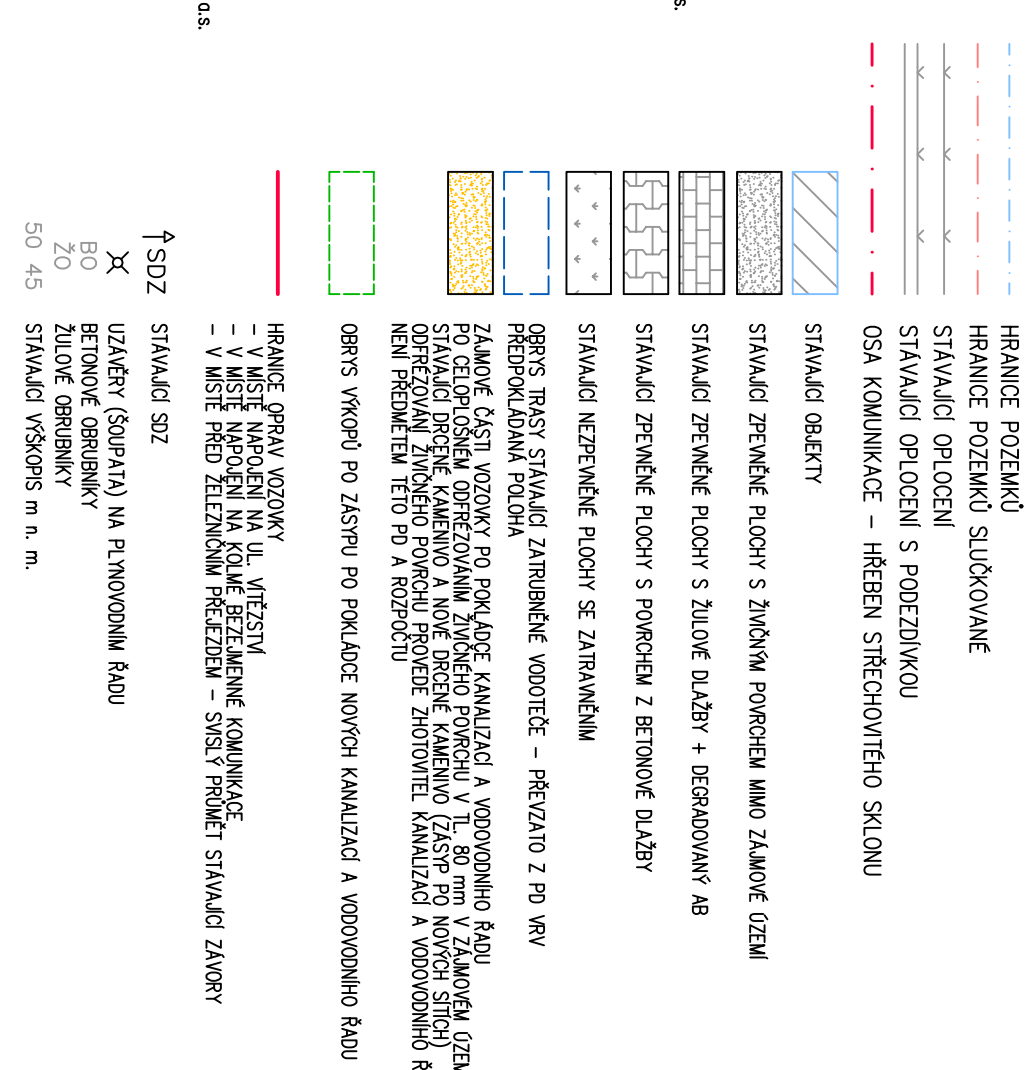 HRANICE POZEMKŮ
HRANICE POZEMKŮ SLUČKOVANÉ
STÁVAJÍCÍ OPLOCENÍ
STÁVAJÍCÍ OPLOCENÍ S PODEZDÍVKOU
OSA KOMUNIKACE – HŘEBEN STŘECHOVITÉHO SKLONU
STÁVAJÍCÍ OBJEKTY
STÁVAJÍCÍ ZPEVNĚNÉ PLOCHY S ŽIVIČNÝM POVRCHEM MIMO ZÁJMOVÉ ÚZEMÍ
s.
STÁVAJÍCÍ ZPEVNĚNÉ PLOCHY S ŽULOVÉ DLAŽBY + DEGRADOVANÝ AB
STÁVAJÍCÍ ZPEVNĚNÉ PLOCHY S POVRCHEM Z BETONOVÉ DLAŽBY
STÁVAJÍCÍ NEZPEVNĚNÉ PLOCHY SE ZATRAVNĚNÍM
OBRYS TRASY STÁVAJÍCÍ ZATRUBNĚNÉ VODOTEČE – PŘEVZATO Z PD VRV
PŘEDPOKLÁDANÁ POLOHA
ZÁJMOVÉ ČÁSTI VOZOVKY PO POKLÁDCE KANALIZACÍ A VODOVODNÍHO ŘADU
PO CELOPLOŠNÉM ODFRÉZOVÁNÍM ŽIVIČNÉHO POVRCHU V TL. 80 mm V ZÁJMOVÉM ÚZEM
STÁVAJÍCÍ DRCENÉ KAMENIVO A NOVÉ DRCENÉ KAMENIVO (ZÁSYP PO NOVÝCH SÍTÍCH)
ODFRÉZOVÁNÍ ŽIVIČNÉHO POVRCHU PROVEDE ZHOTOVITEL KANALIZACÍ A VODOVODNÍHO Ř
NENÍ PŘEDMĚTEM TÉTO PD A ROZPOČTU
OBRYS VÝKOPŮ PO ZÁSYPU PO POKLÁDCE NOVÝCH KANALIZACÍ A VODOVODNÍHO ŘADU
HRANICE OPRAV VOZOVKY
– V MÍSTĚ NAPOJENÍ NA UL. VÍTĚZSTVÍ
– V MÍSTĚ NAPOJENÍ NA KOLMÉ BEZEJMENNÉ KOMUNIKACE
– V MÍSTĚ PŘED ŽELEZNIČNÍM PŘEJEZDEM – SVISLÝ PRŮMĚT STÁVAJÍCÍ ZÁVORY
a.s.
SDZ STÁVAJÍCÍ SDZ
UZÁVĚRY (ŠOUPATA) NA PLYNOVODNÍM ŘADU
BO BETONOVÉ OBRUBNÍKY
ŽO ŽULOVÉ OBRUBNÍKY
50 45 STÁVAJÍCÍ VÝŠKOPIS m n. m.